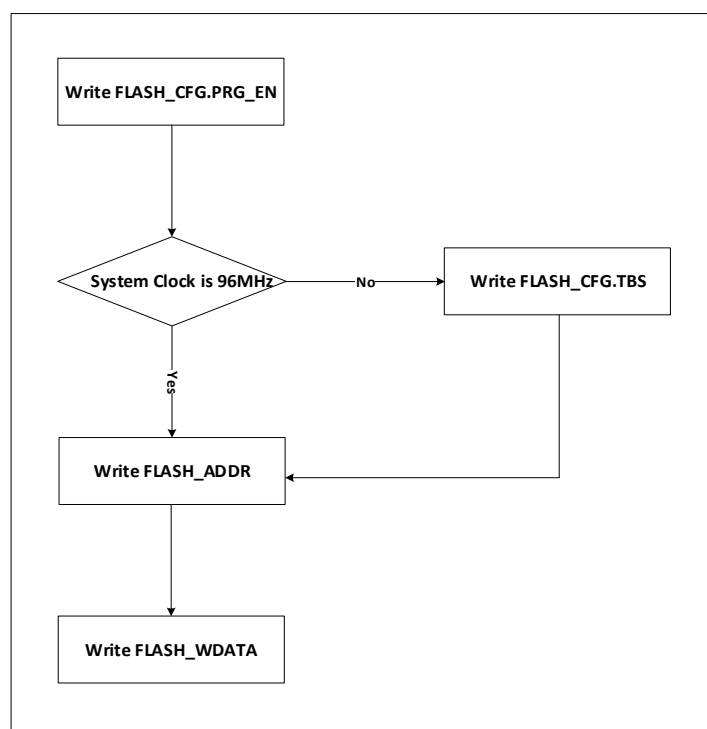 Write FLASH_CFG.PRG_EN
System Clock is 96MHz
No
Write FLASH_CFG.TBS
Yes
Write FLASH_ADDR
Write FLASH_WDATA